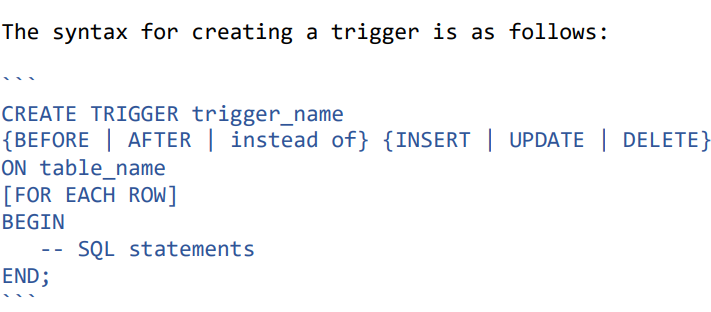 The syntax for creating a trigger is as follows:
```
CREATE TRIGGER trigger_name
{BEFORE | AFTER | instead of} {INSERT | UPDATE | DELETE}
ON table_name
[FOR EACH ROW]
BEGIN
   -- SQL statements
END;
```